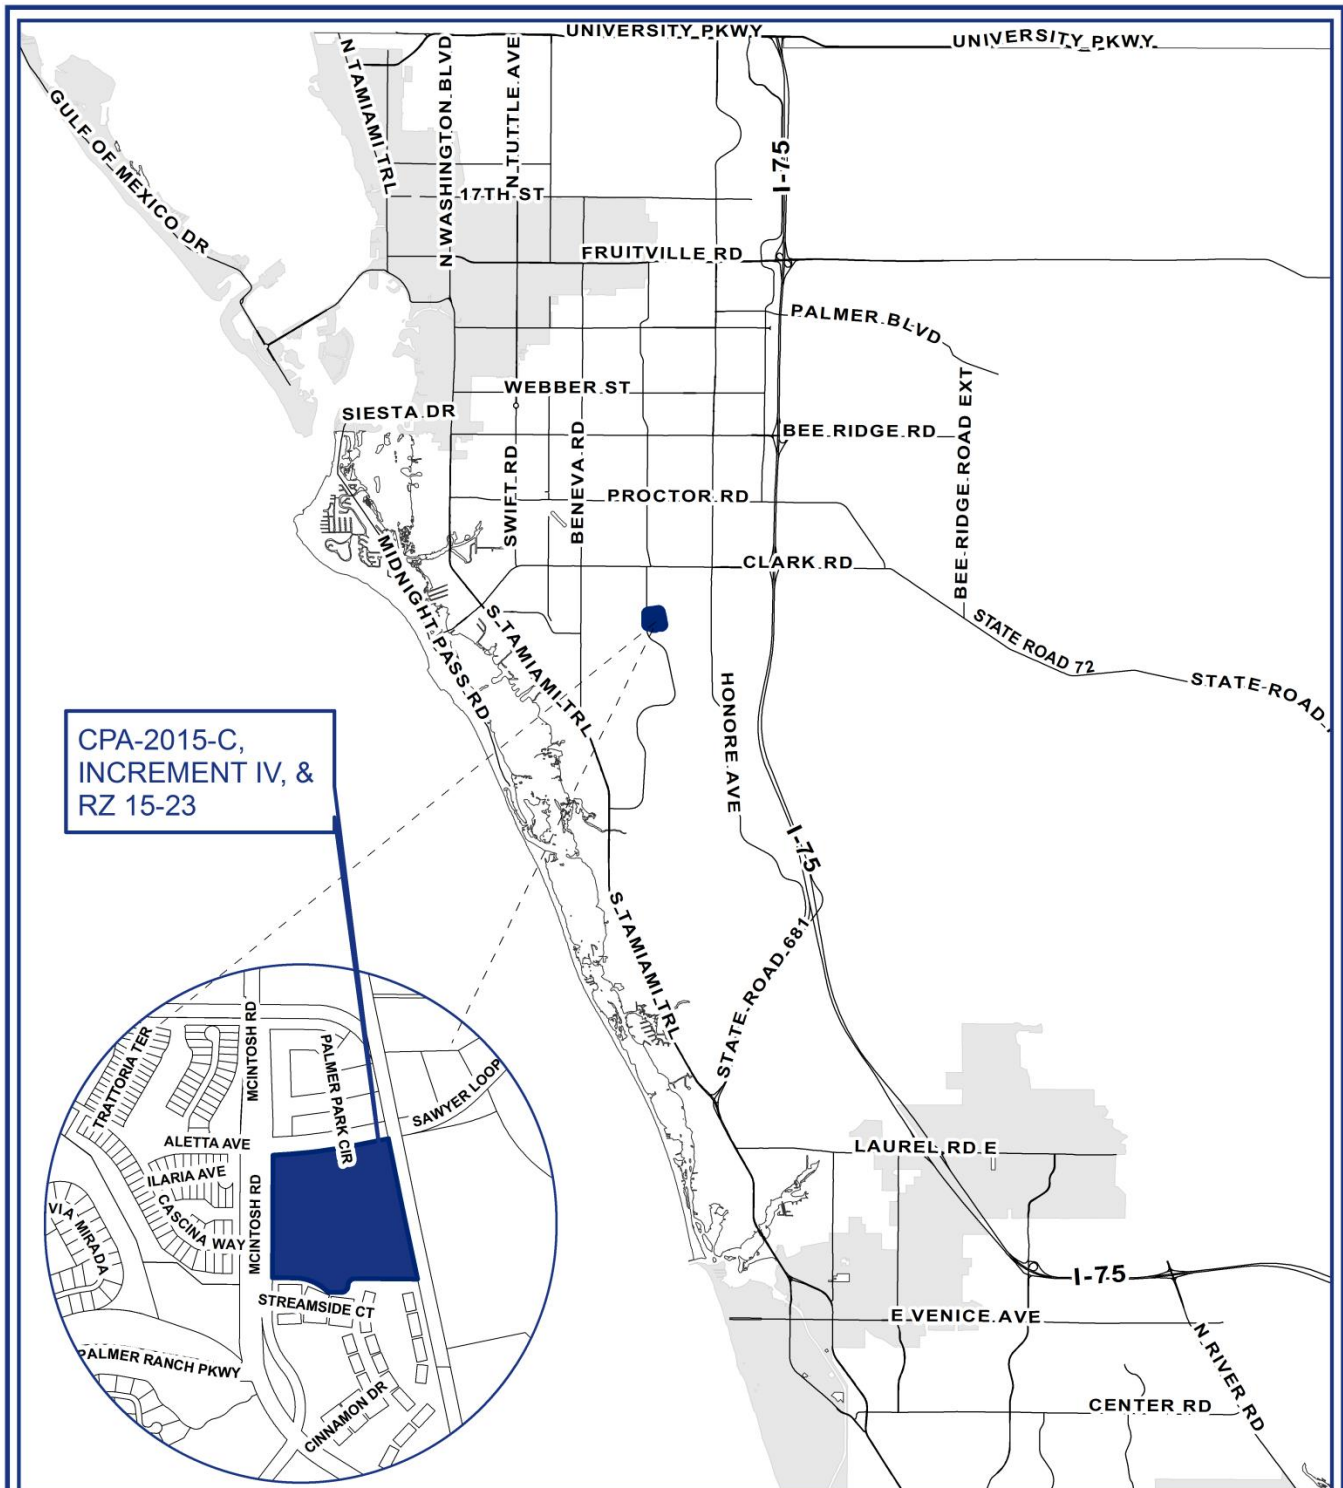 UNIVERSITY PKWY
UNIVERSITY PKWY
N TAMIAMI TRL
N WASHINGTON BLVD
N TUTTLE AVE
GULF OF MEXICO DR
I-75
17TH ST
FRUITVILLE RD
PALMER BLVD
WEBBER ST
SIESTA DR
BEE RIDGE RD
BEE RIDGE ROAD EXT
SWIFT RD
BENEVA RD
PROCTOR RD
CLARK RD
MIDNIGHT PASS RD
S TAMIAMI TRL
STATE ROAD 72
STATE ROAD
HONORE AVE
CPA-2015-C,
INCREMENT IV, &
RZ 15-23
I-75
S TAMIAMI TRL
STATE ROAD 681
TRATTORIA TER
MCINTOSH RD
PALMER PARK CIR
SAWYER LOOP
ALETTA AVE
ILARIA AVE
CASCINA WAY
MCINTOSH RD
VIA MIRADA
STREAMSIDE CT
PALMER RANCH PKWY
CINNAMON DR
LAUREL RD E
I-75
E VENICE AVE
N RIVER RD
CENTER RD